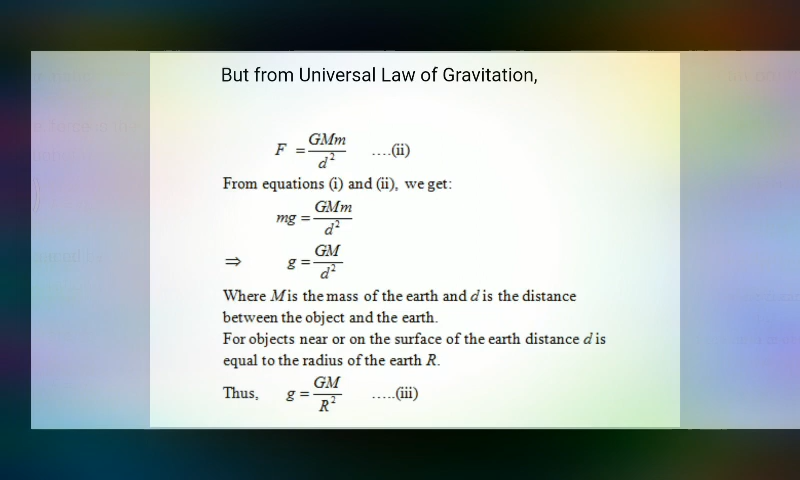 But from Universal Law of Gravitation,
F = GMm/d² ....(ii)
From equations (i) and (ii), we get:
mg = GMm/d²
⇒ g = GM/d²
Where M is the mass of the earth and d is the distance
between the object and the earth.
For objects near or on the surface of the earth distance d is
equal to the radius of the earth R.
Thus, g = GM/R² .....(iii)